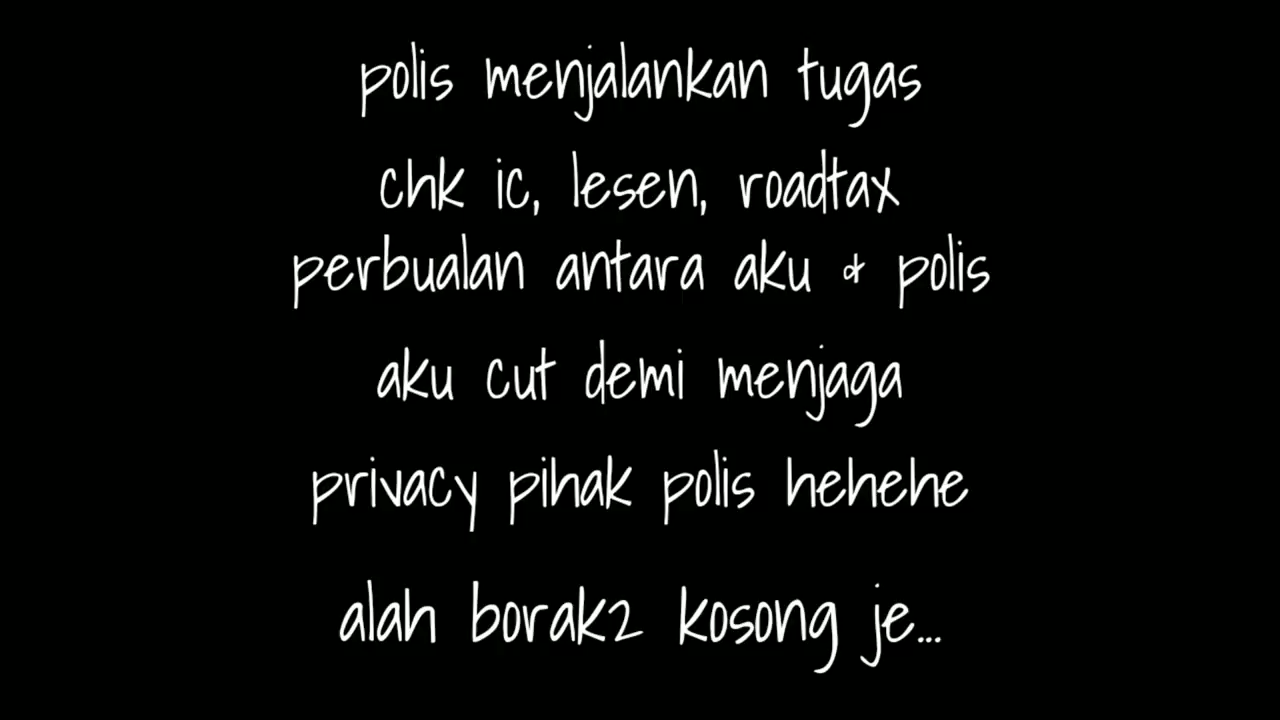 polis menjalankan tugas
chk ic, lesen, roadtax
perbualan antara aku & polis
aku cut demi menjaga
privacy pihak polis hehehe
alah borak2 kosong je...